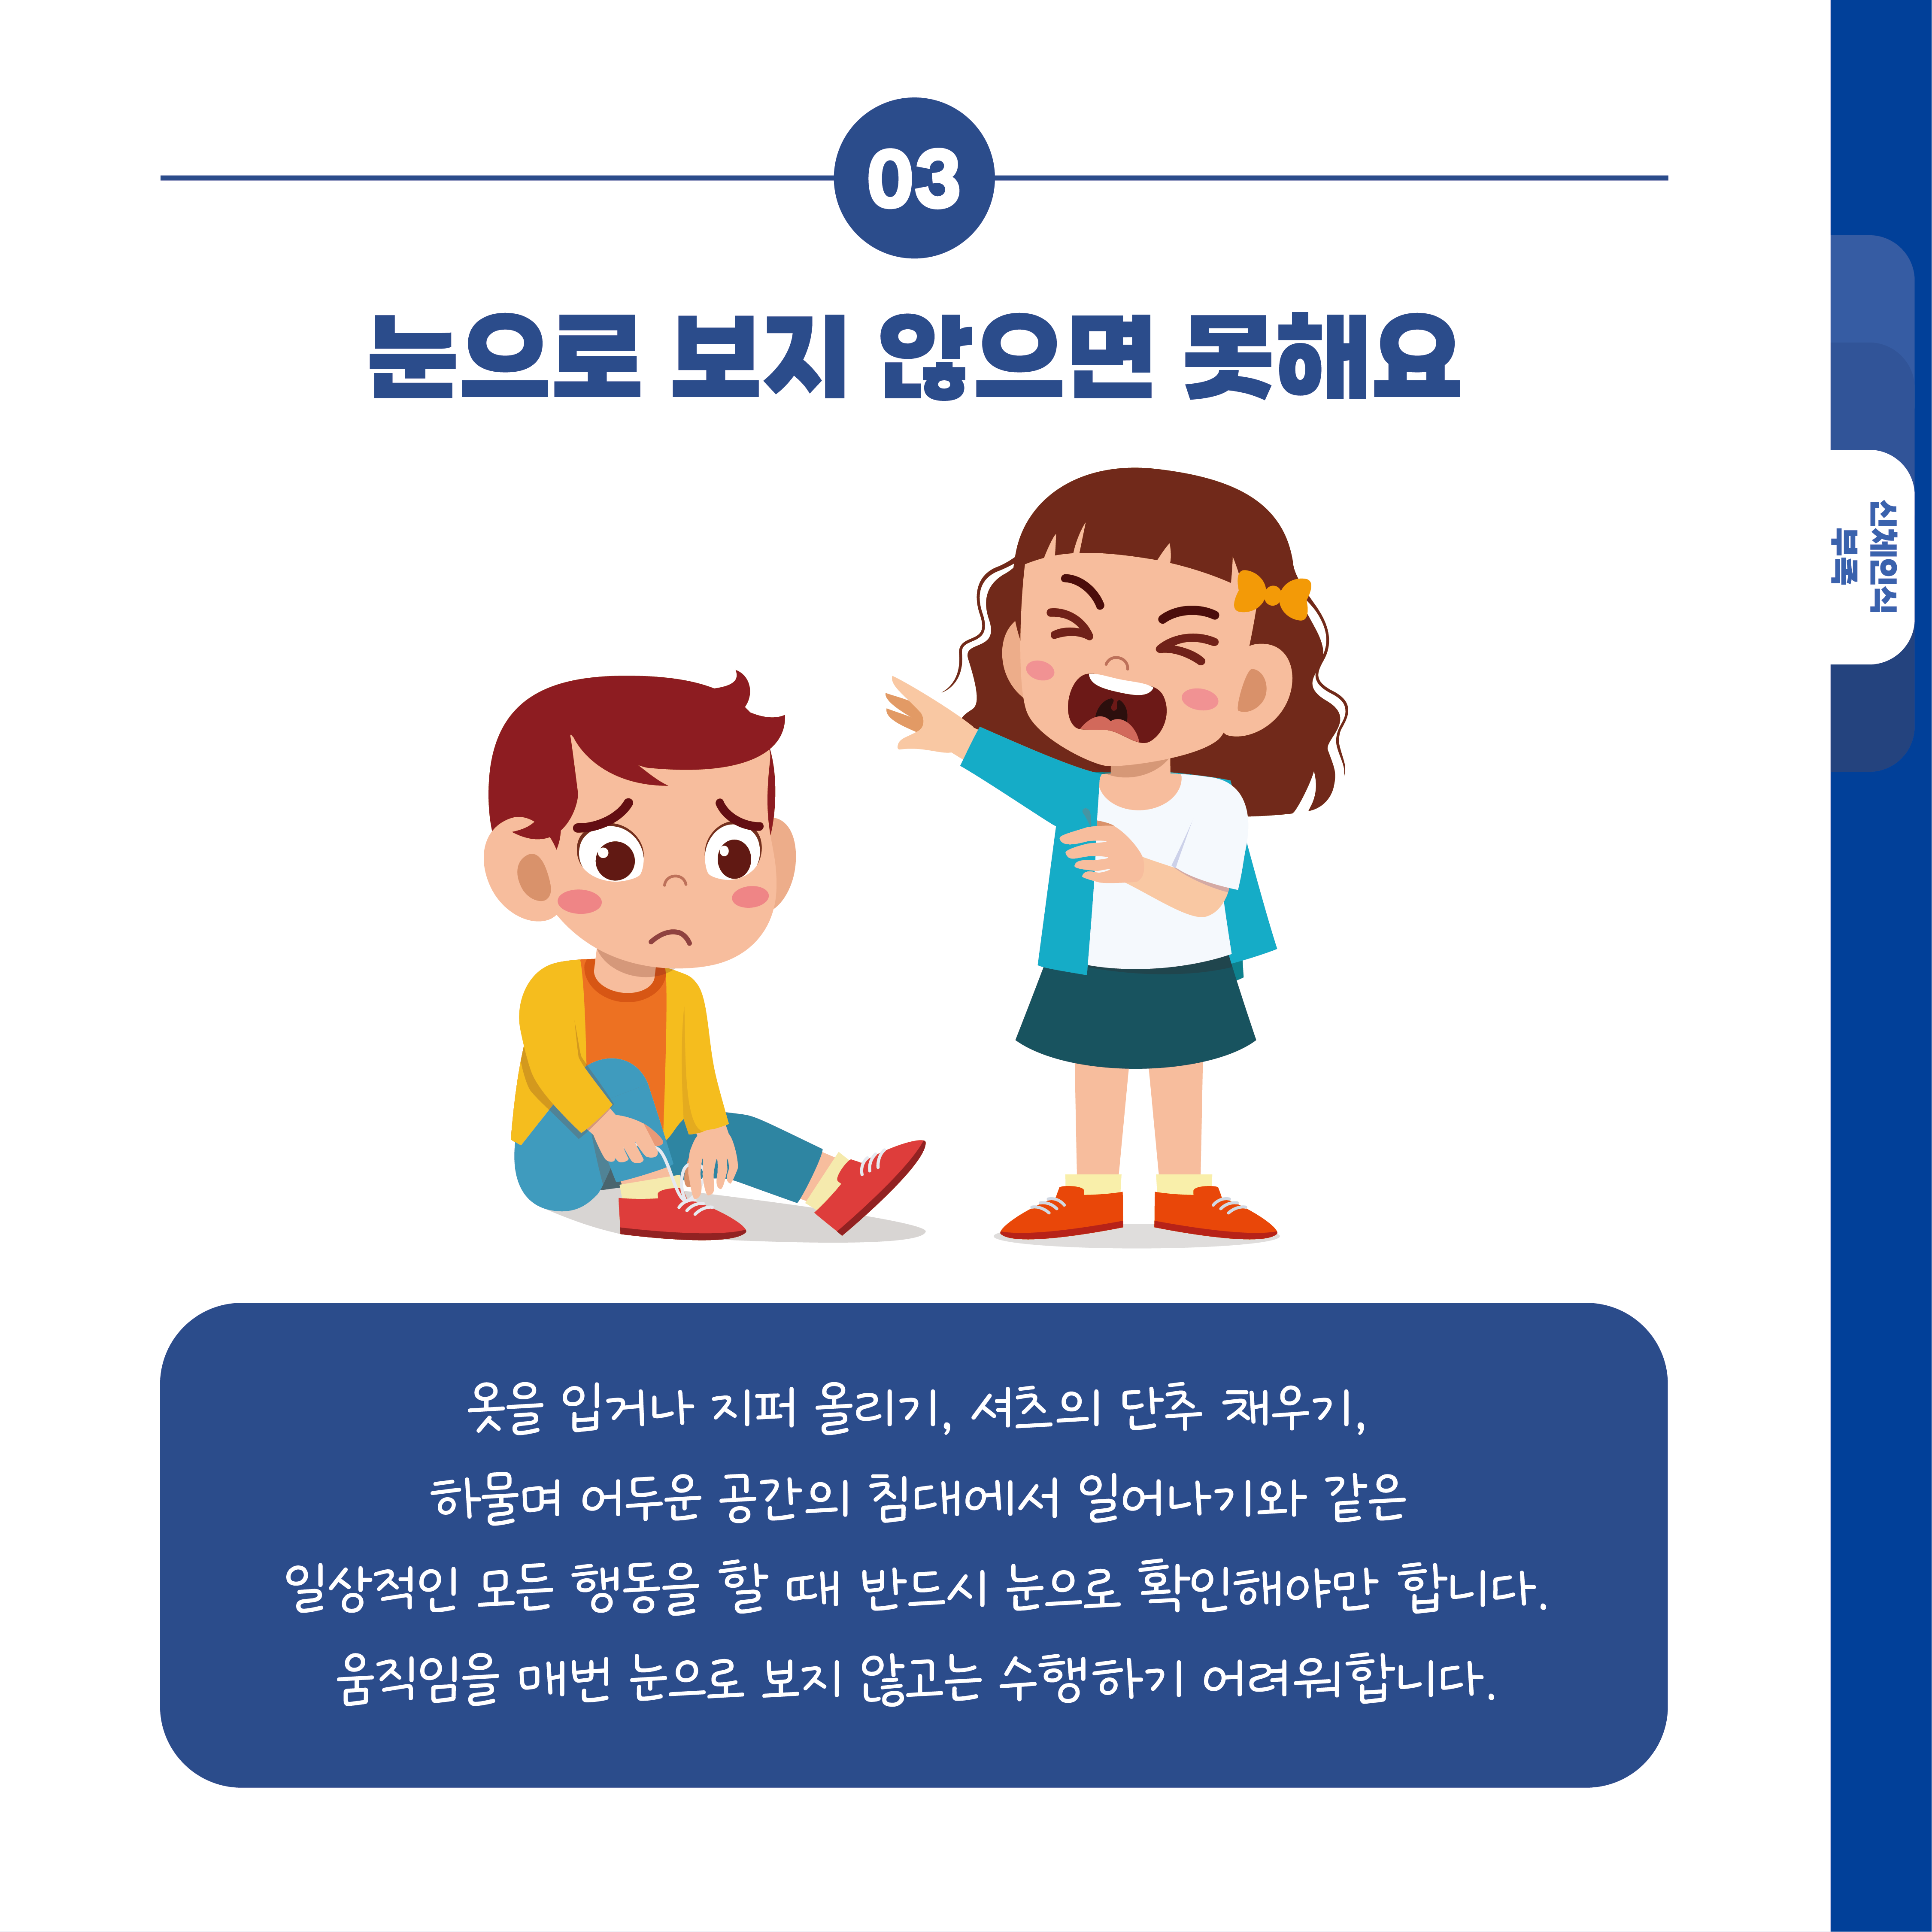 03
눈으로 보지 않으면 못해요
신체인식
부족
옷을 입거나 지퍼 올리기, 셔츠의 단추 채우기,
하물며 어두운 공간의 침대에서 일어나기와 같은
일상적인 모든 행동을 할 때 반드시 눈으로 확인해야만 합니다.
움직임을 매번 눈으로 보지 않고는 수행하기 어려워합니다.